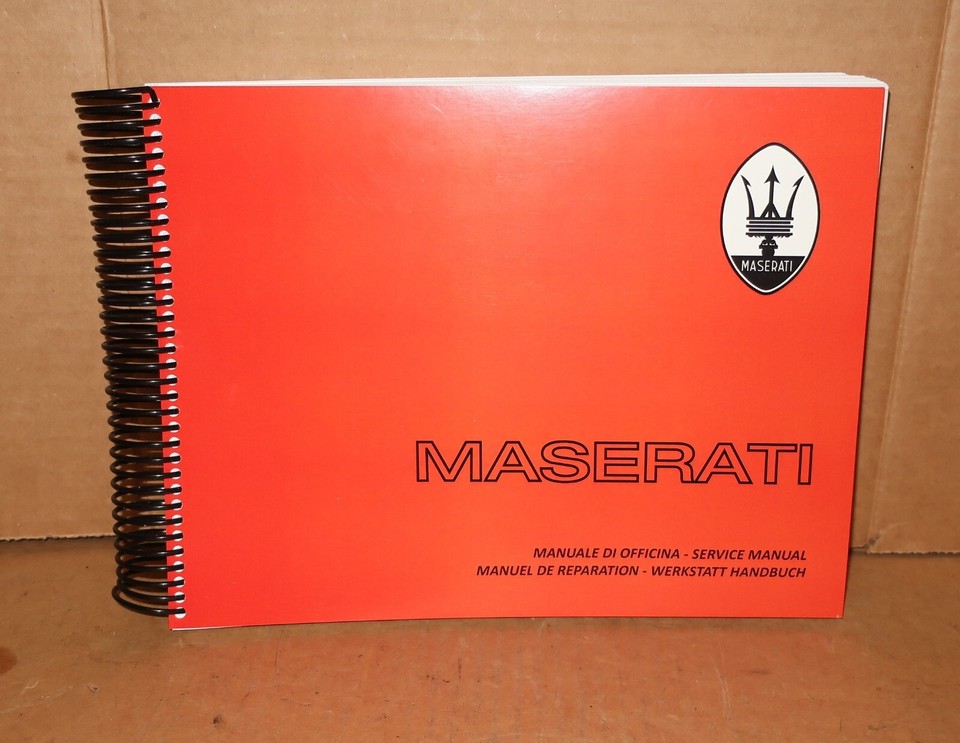 MASERATI
MASERATI
MANUALE DI OFFICINA - SERVICE MANUAL
MANUEL DE REPARATION - WERKSTATT HANDBUCH